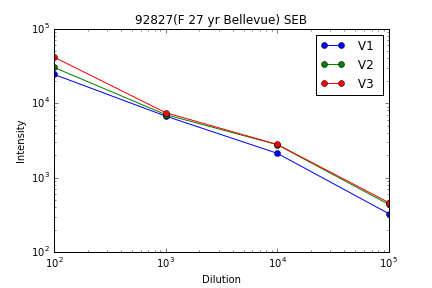 92827(F 27 yr Bellevue) SEB
10^5
10^4
10^3
10^2
Intensity
V1
V2
V3
10^2 10^3 10^4 10^5
Dilution